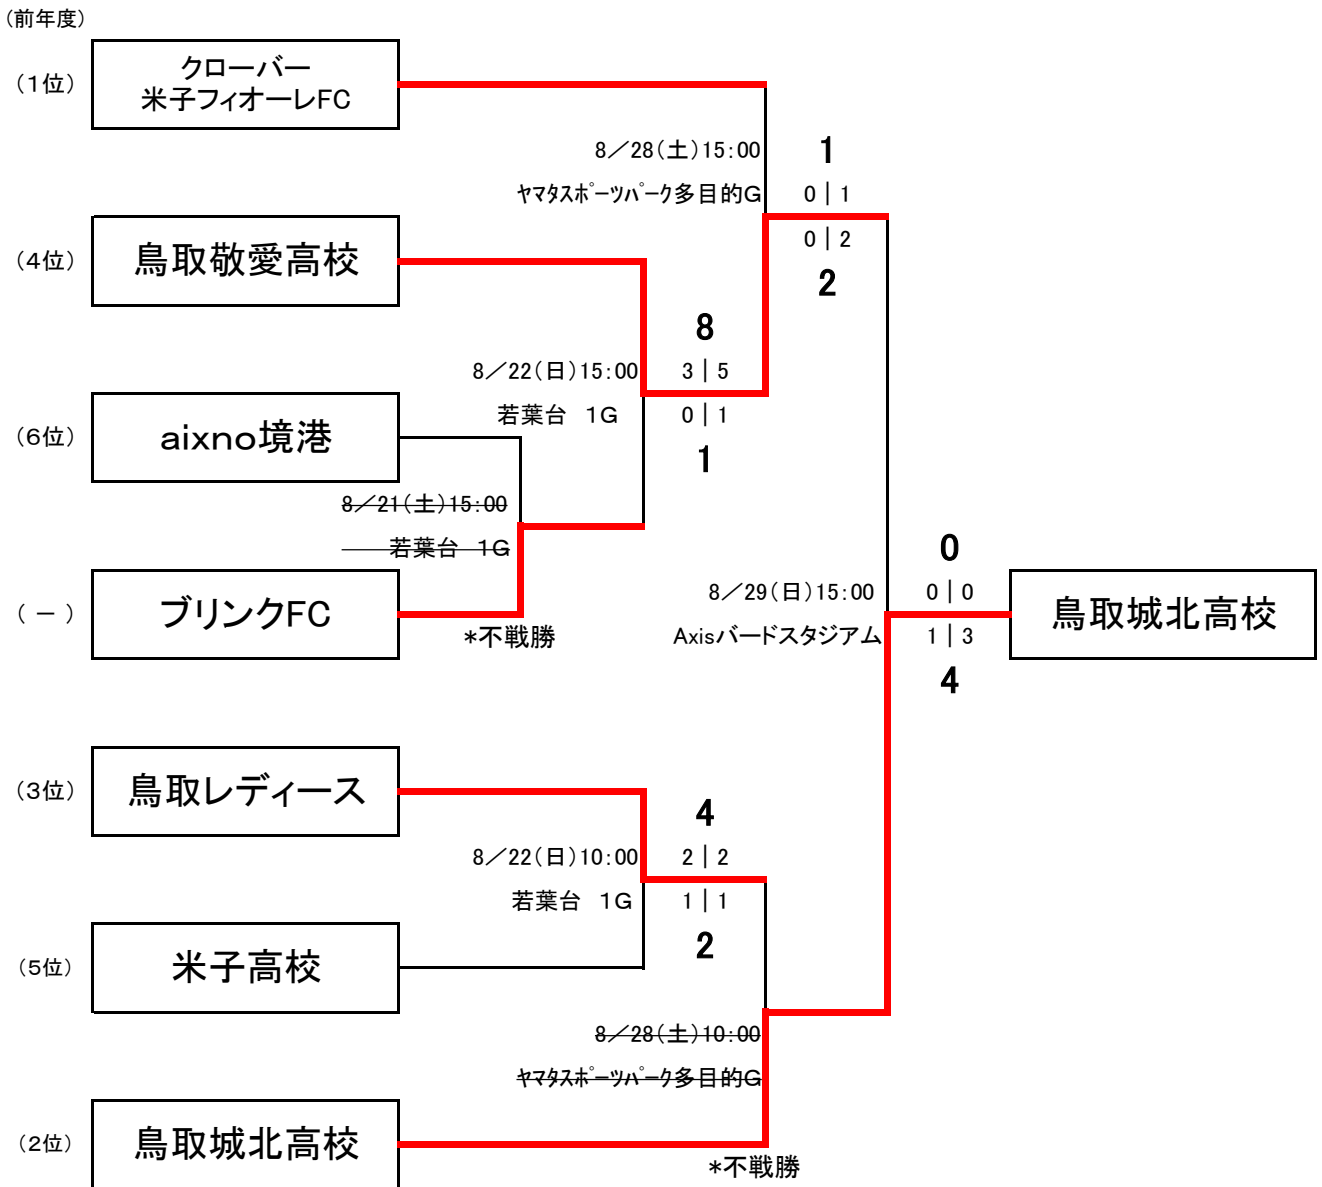 (前年度)
(1位)
クローバー
米子フィオーレFC
8／28(土)15:00
ヤマタスポーツパーク多目的G
1
0｜1
0｜2
2
(4位)
鳥取敬愛高校
8
8／22(日)15:00
3｜5
若葉台　1G
0｜1
1
(6位)
aixno境港
8／21(土)15:00
若葉台　1G
(－)
ブリンクFC
*不戦勝
0
8／29(日)15:00
0｜0
Axisバードスタジアム
1｜3
4
鳥取城北高校
(3位)
鳥取レディース
4
8／22(日)10:00
2｜2
若葉台　1G
1｜1
2
(5位)
米子高校
8／28(土)10:00
ヤマタスポーツパーク多目的G
(2位)
鳥取城北高校
*不戦勝